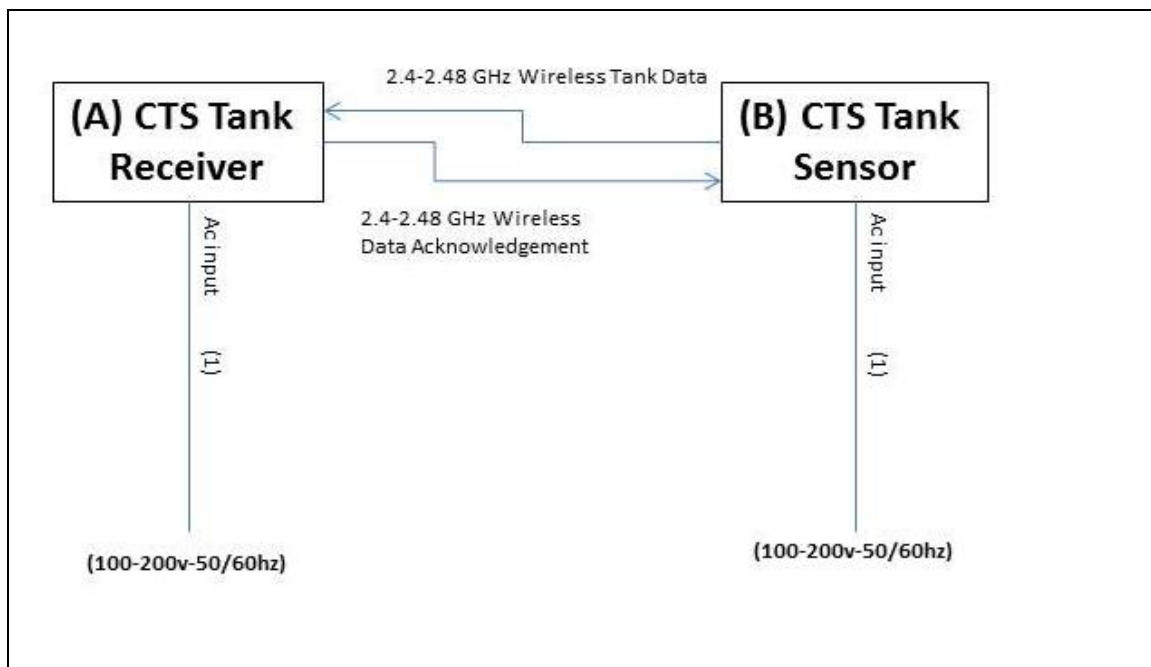 2.4-2.48 GHz Wireless Tank Data
(A) CTS Tank
Receiver
(B) CTS Tank
Sensor
2.4-2.48 GHz Wireless
Data Acknowledgement
Ac input (1)
Ac input (1)
(100-200v-50/60hz)
(100-200v-50/60hz)